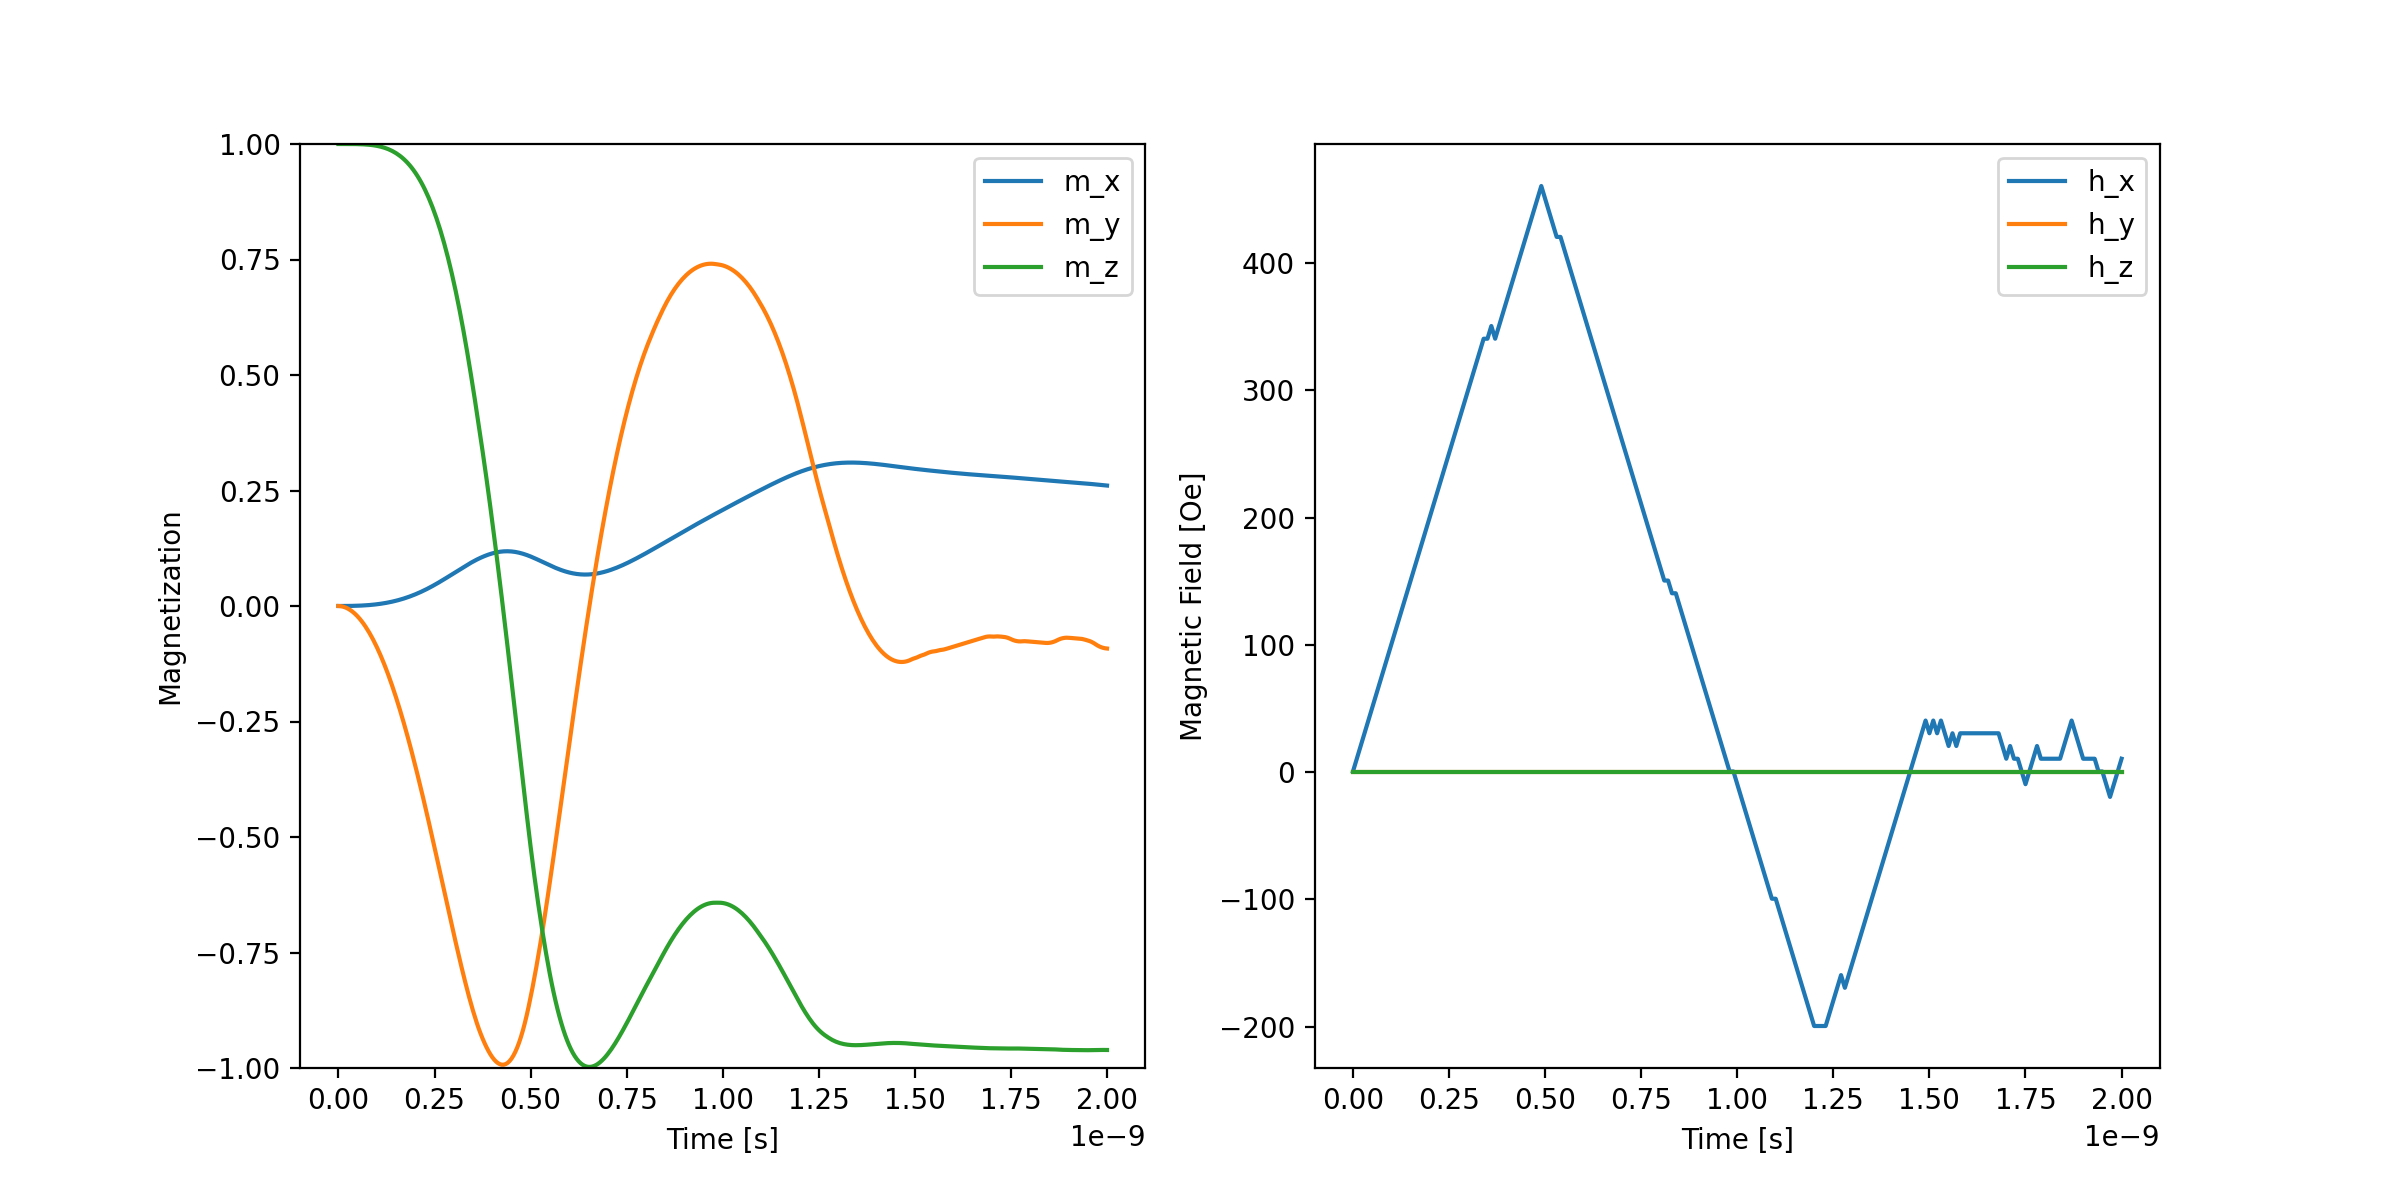 Magnetization
1.00
0.75
0.50
0.25
0.00
−0.25
−0.50
−0.75
−1.00
m_x
m_y
m_z
0.00 0.25 0.50 0.75 1.00 1.25 1.50 1.75 2.00
Time [s]
1e−9
Magnetic Field [Oe]
400
300
200
100
0
−100
−200
h_x
h_y
h_z
0.00 0.25 0.50 0.75 1.00 1.25 1.50 1.75 2.00
Time [s]
1e−9